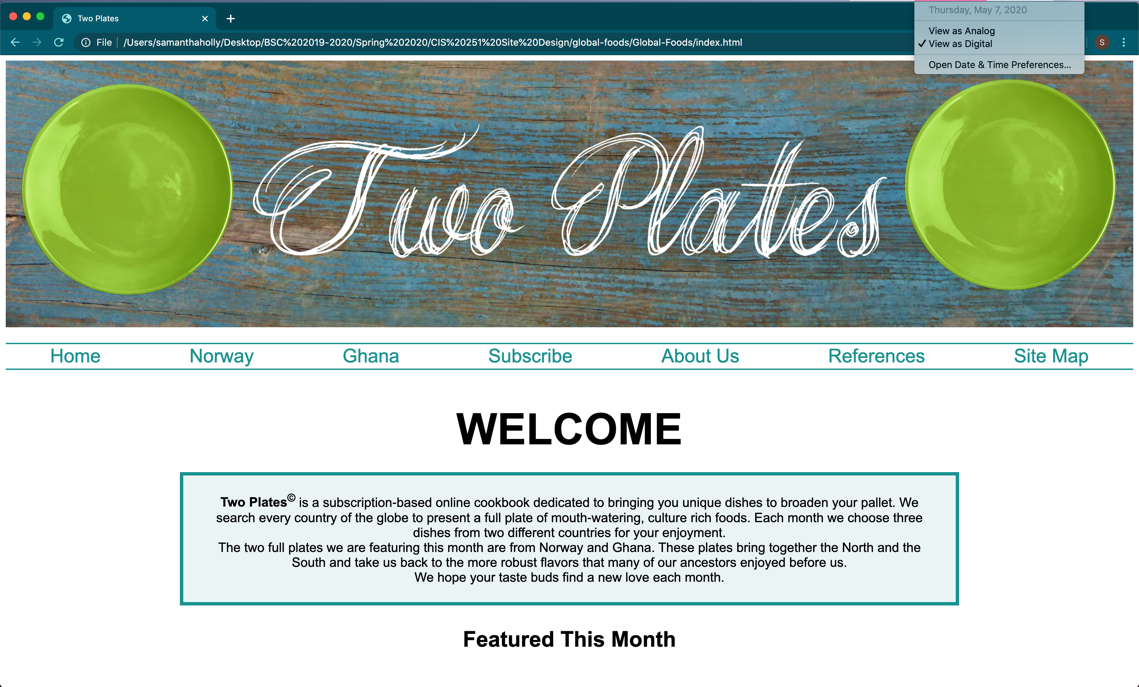 Two Plates
Thursday, May 7, 2020
View as Analog
✓ View as Digital
Open Date & Time Preferences...
File | /Users/samanthaholly/Desktop/BSC%202019-2020/Spring%202020/CIS%20251%20Site%20Design/global-foods/Global-Foods/index.html
S
Two Plates
Home Norway Ghana Subscribe About Us References Site Map
WELCOME
Two Plates© is a subscription-based online cookbook dedicated to bringing you unique dishes to broaden your pallet. We
search every country of the globe to present a full plate of mouth-watering, culture rich foods. Each month we choose three
dishes from two different countries for your enjoyment.
The two full plates we are featuring this month are from Norway and Ghana. These plates bring together the North and the
South and take us back to the more robust flavors that many of our ancestors enjoyed before us.
We hope your taste buds find a new love each month.
Featured This Month